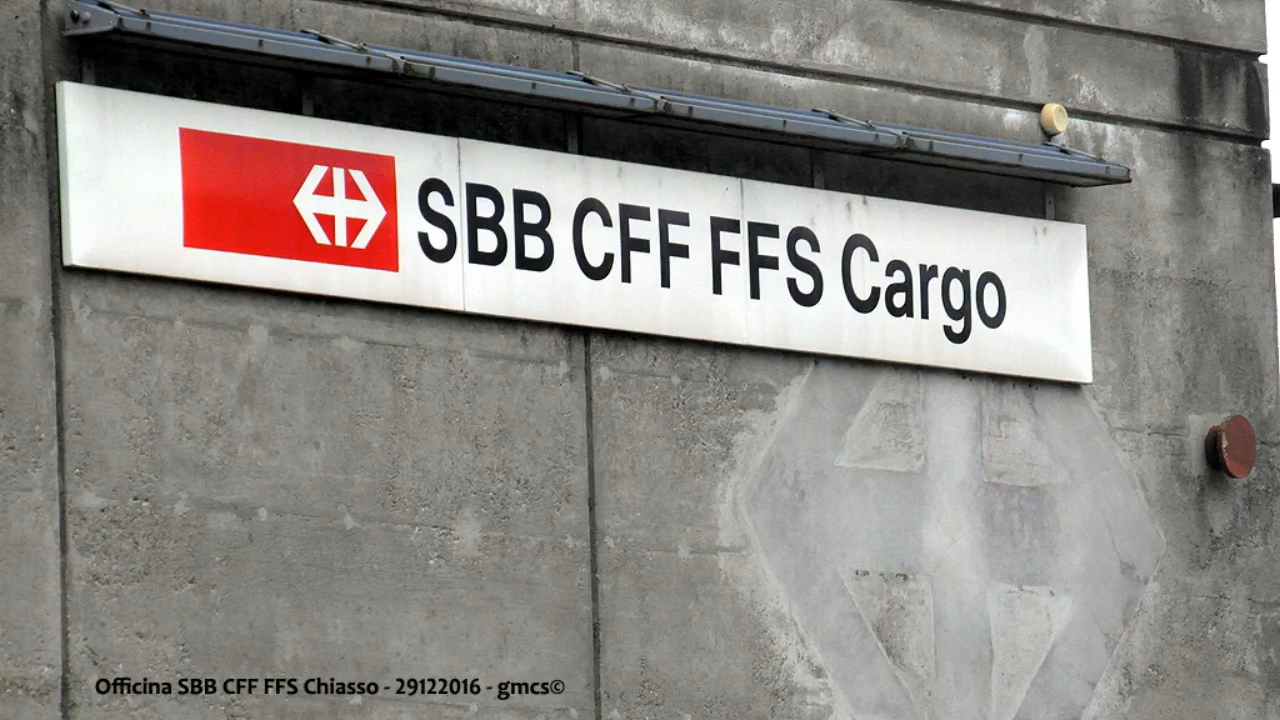 SBB CFF FFS Cargo
Officina SBB CFF FFS Chiasso - 29122016 - gmcs©